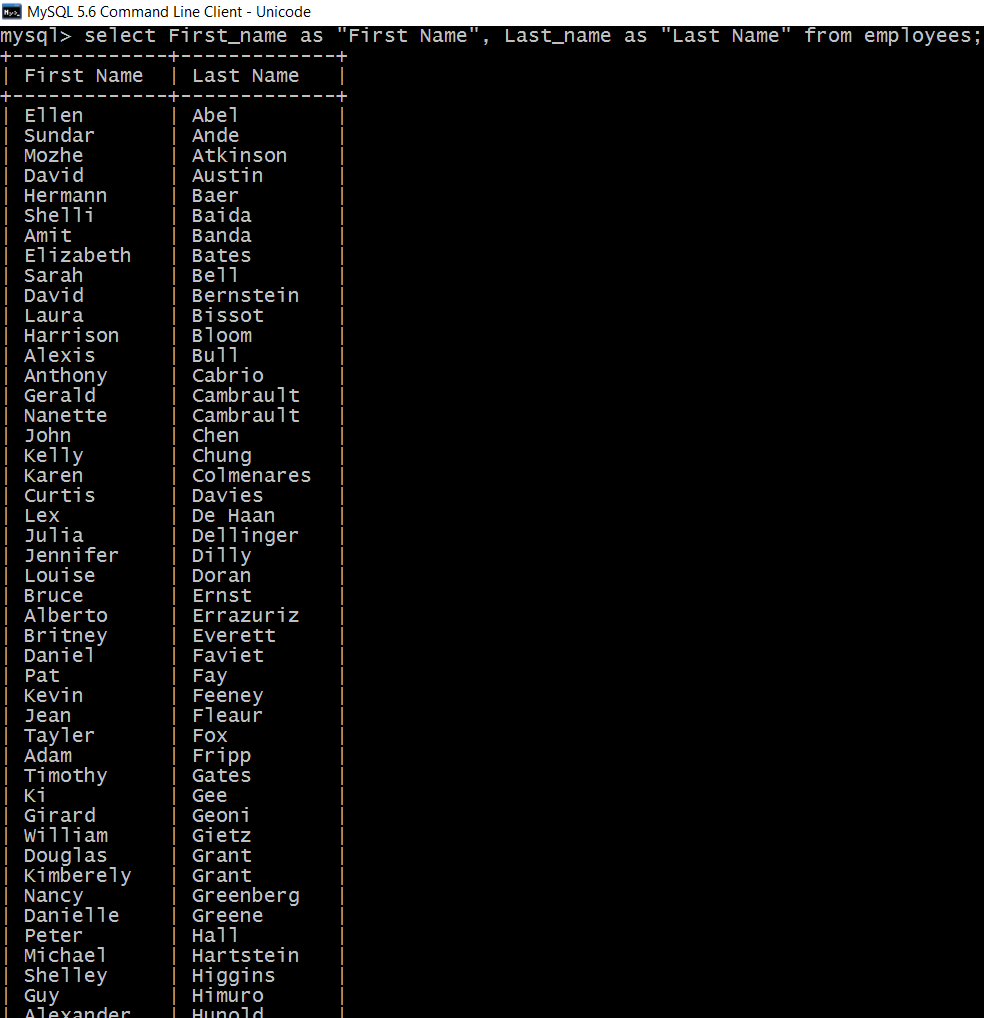 MySQL 5.6 Command Line Client - Unicode
mysql> select First_name as "First Name", Last_name as "Last Name" from employees;
+-------------+-------------+
| First Name  | Last Name   |
+-------------+-------------+
| Ellen       | Abel        |
| Sundar      | Ande        |
| Mozhe       | Atkinson    |
| David       | Austin      |
| Hermann     | Baer        |
| Shelli      | Baida       |
| Amit        | Banda       |
| Elizabeth   | Bates       |
| Sarah       | Bell        |
| David       | Bernstein   |
| Laura       | Bissot      |
| Harrison    | Bloom       |
| Alexis      | Bull        |
| Anthony     | Cabrio      |
| Gerald      | Cambrault   |
| Nanette     | Cambrault   |
| John        | Chen        |
| Kelly       | Chung       |
| Karen       | Colmenares  |
| Curtis      | Davies      |
| Lex         | De Haan     |
| Julia       | Dellinger   |
| Jennifer    | Dilly       |
| Louise      | Doran       |
| Bruce       | Ernst       |
| Alberto     | Errazuriz   |
| Britney     | Everett     |
| Daniel      | Faviet      |
| Pat         | Fay         |
| Kevin       | Feeney      |
| Jean        | Fleaur      |
| Tayler      | Fox         |
| Adam        | Fripp       |
| Timothy     | Gates       |
| Ki          | Gee         |
| Girard      | Geoni       |
| William     | Gietz       |
| Douglas     | Grant       |
| Kimberely   | Grant       |
| Nancy       | Greenberg   |
| Danielle    | Greene      |
| Peter       | Hall        |
| Michael     | Hartstein   |
| Shelley     | Higgins     |
| Guy         | Himuro      |
| Alexander   | Hunold      |